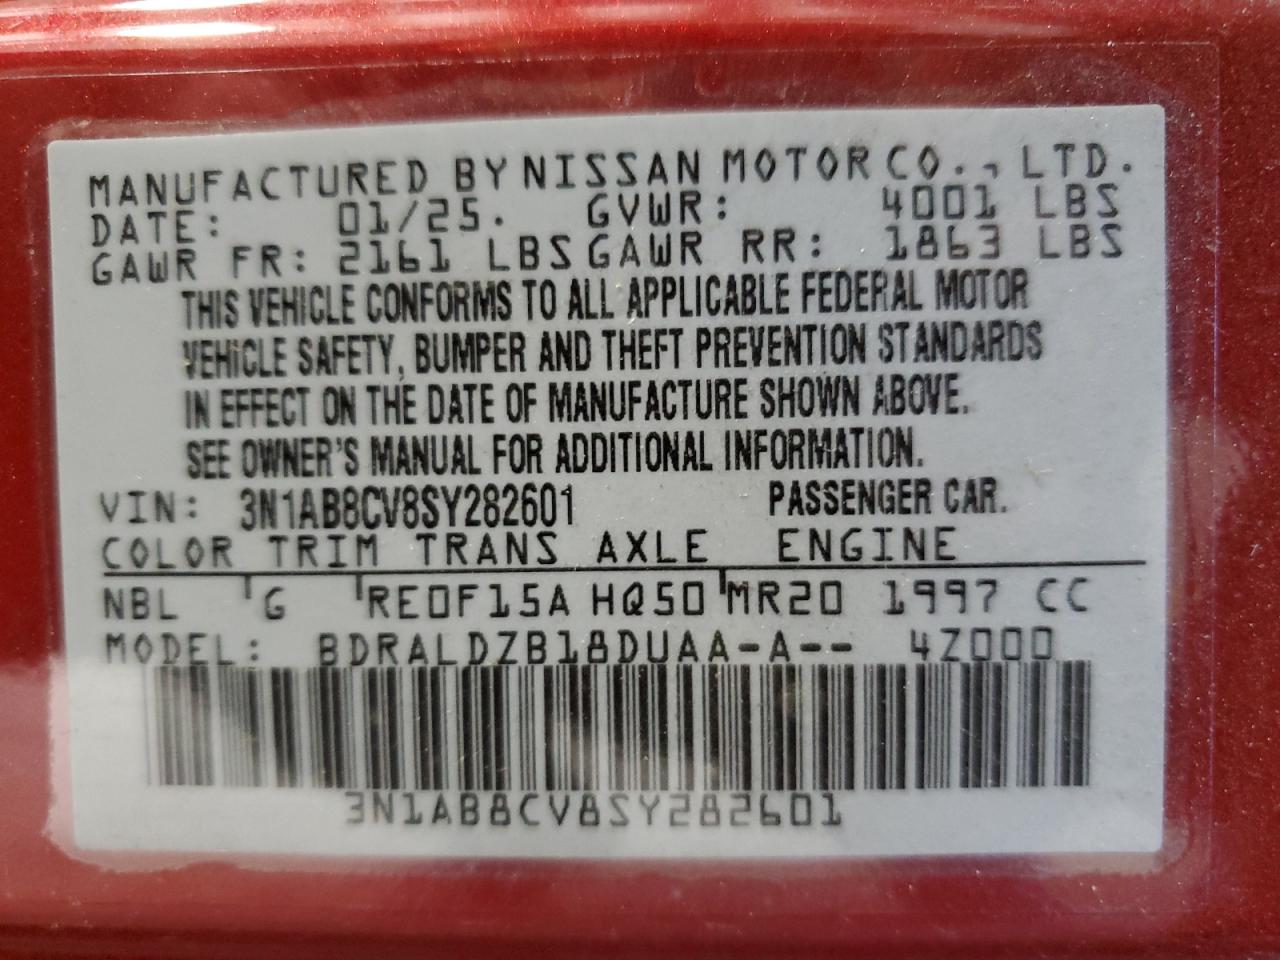 MANUFACTURED BY NISSAN MOTOR CO., LTD.
DATE: 01/25. GVWR: 4001 LBS
GAWR FR: 2161 LBS GAWR RR: 1863 LBS
THIS VEHICLE CONFORMS TO ALL APPLICABLE FEDERAL MOTOR
VEHICLE SAFETY, BUMPER AND THEFT PREVENTION STANDARDS
IN EFFECT ON THE DATE OF MANUFACTURE SHOWN ABOVE.
SEE OWNER'S MANUAL FOR ADDITIONAL INFORMATION.
VIN: 3N1AB8CV8SY282601 PASSENGER CAR.
COLOR TRIM TRANS AXLE ENGINE
NBL G RE0F15A HQ50 MR20 1997 CC
MODEL: BDRALDZB18DUAA-A-- 4Z000
3N1AB8CV8SY282601